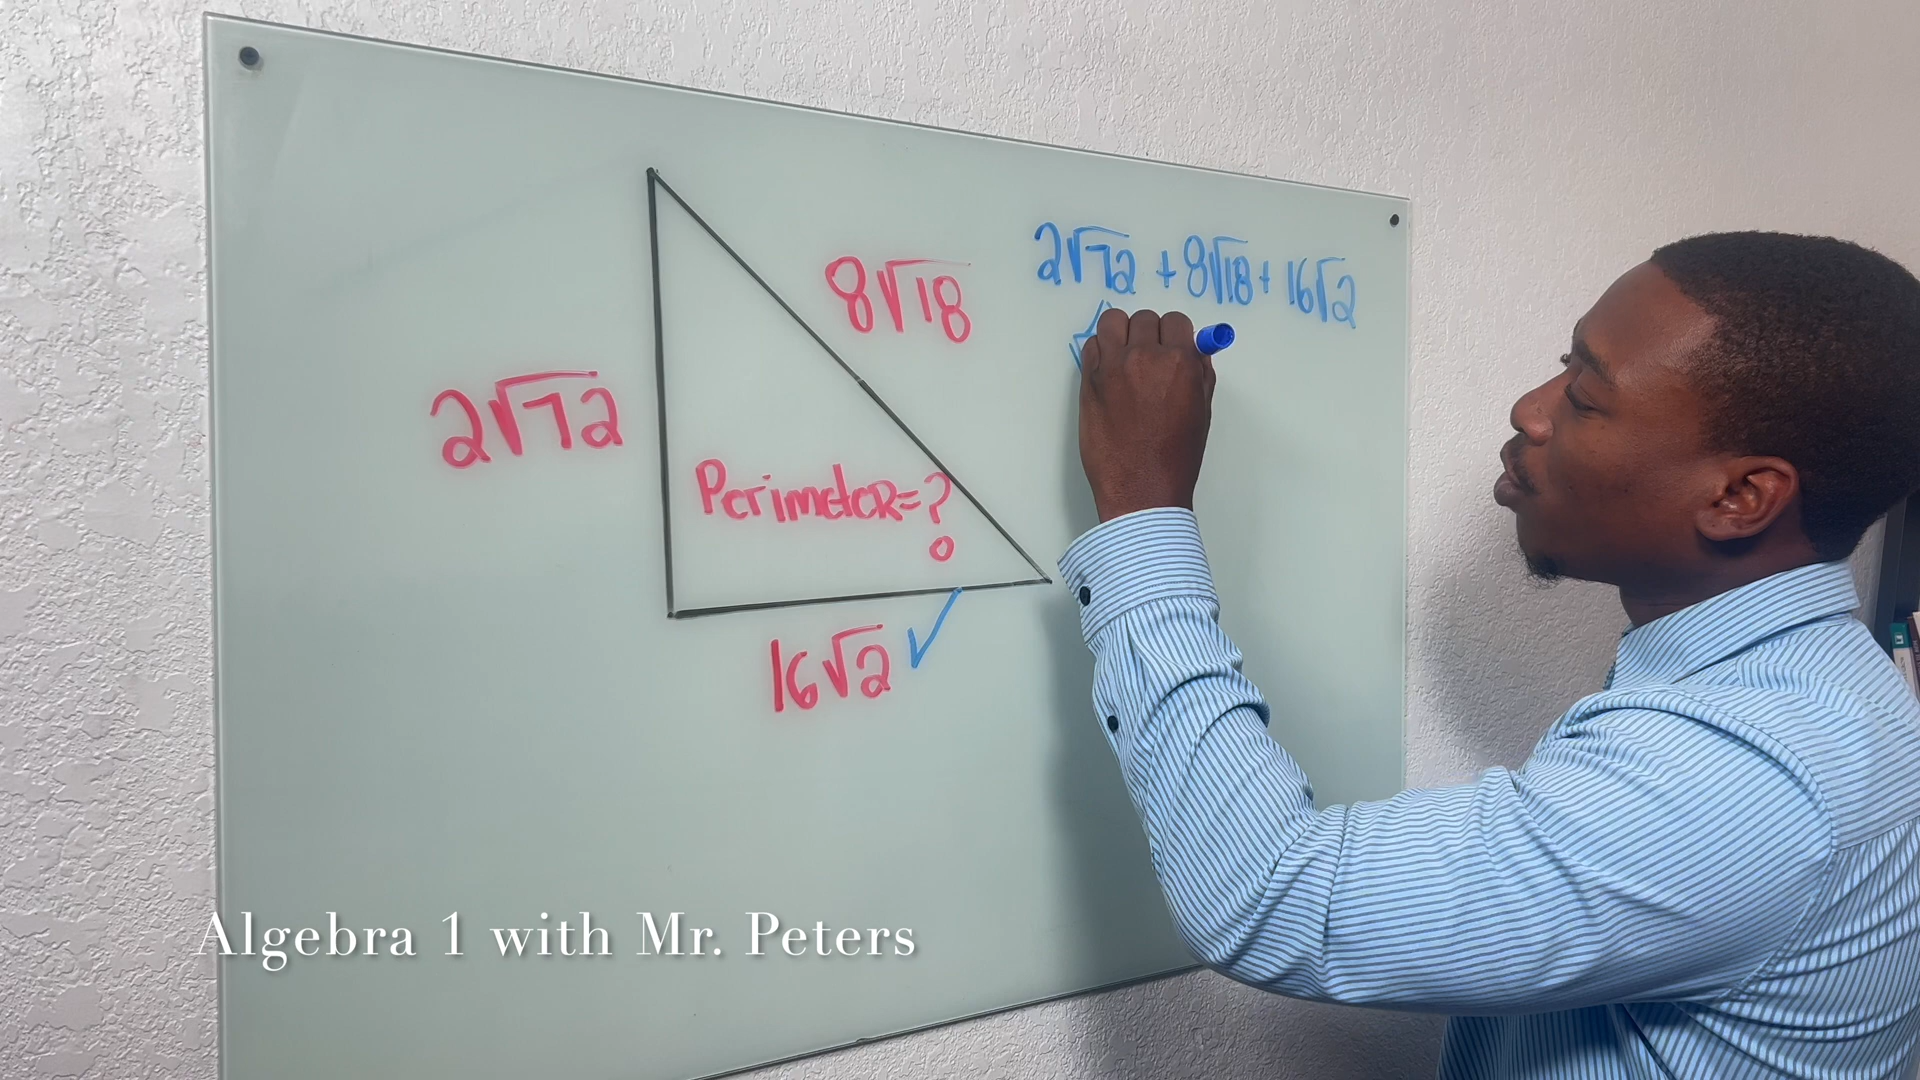 2√72 + 8√18 + 16√2
8√18
2√72
Perimeter=?
16√2 ✓
Algebra 1 with Mr. Peters